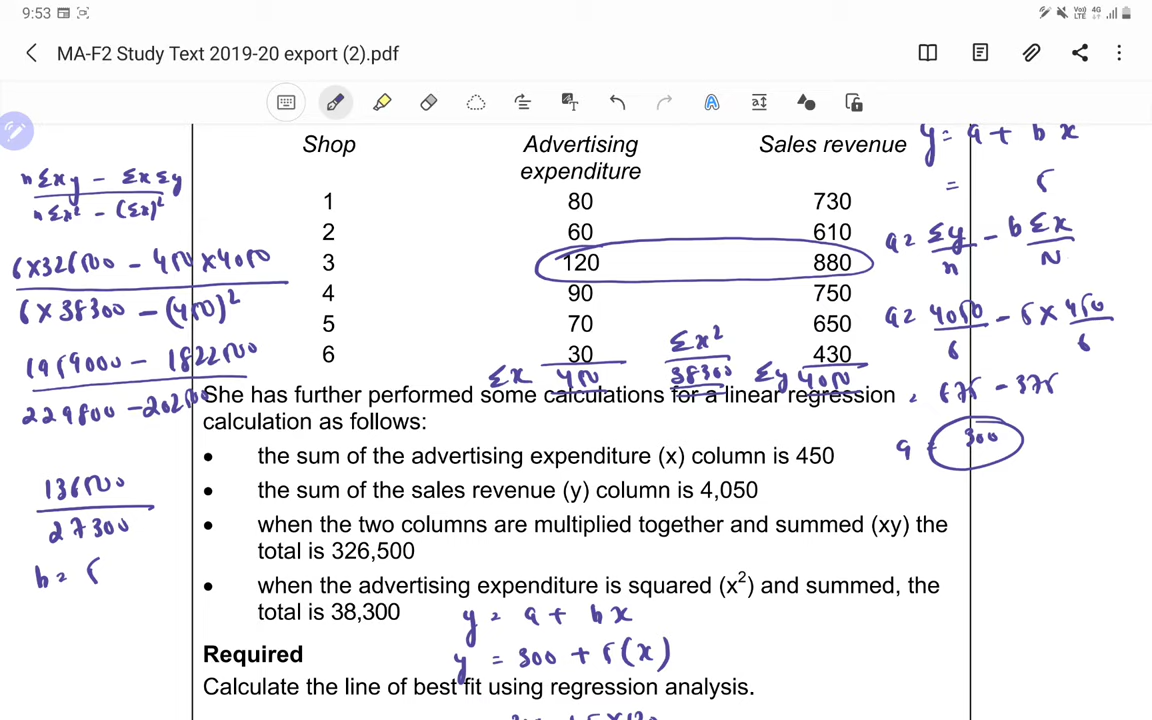 9:53
Vo) LTE 4G
MA-F2 Study Text 2019-20 export (2).pdf
Shop Advertising expenditure Sales revenue
1 80 730
2 60 610
3 120 880
4 90 750
5 70 650
6 30 430
Σx 450 Σx² 38300 Σy 4050
She has further performed some calculations for a linear regression
calculation as follows:
• the sum of the advertising expenditure (x) column is 450
• the sum of the sales revenue (y) column is 4,050
• when the two columns are multiplied together and summed (xy) the
total is 326,500
• when the advertising expenditure is squared (x²) and summed, the
total is 38,300
y = a + bx
y = 300 + 5(x)
Required
Calculate the line of best fit using regression analysis.
nΣxy - ΣxΣy
nΣx² - (Σx)²
6×326500 - 450×4050
6×38300 - (450)²
1959000 - 1822500
229800 - 202500
136500
27300
b = 5
y = a + bx
= 5
a = Σy - bΣx
n N
a = 4050 - 5 × 450
6 6
= 675 - 375
a = 300